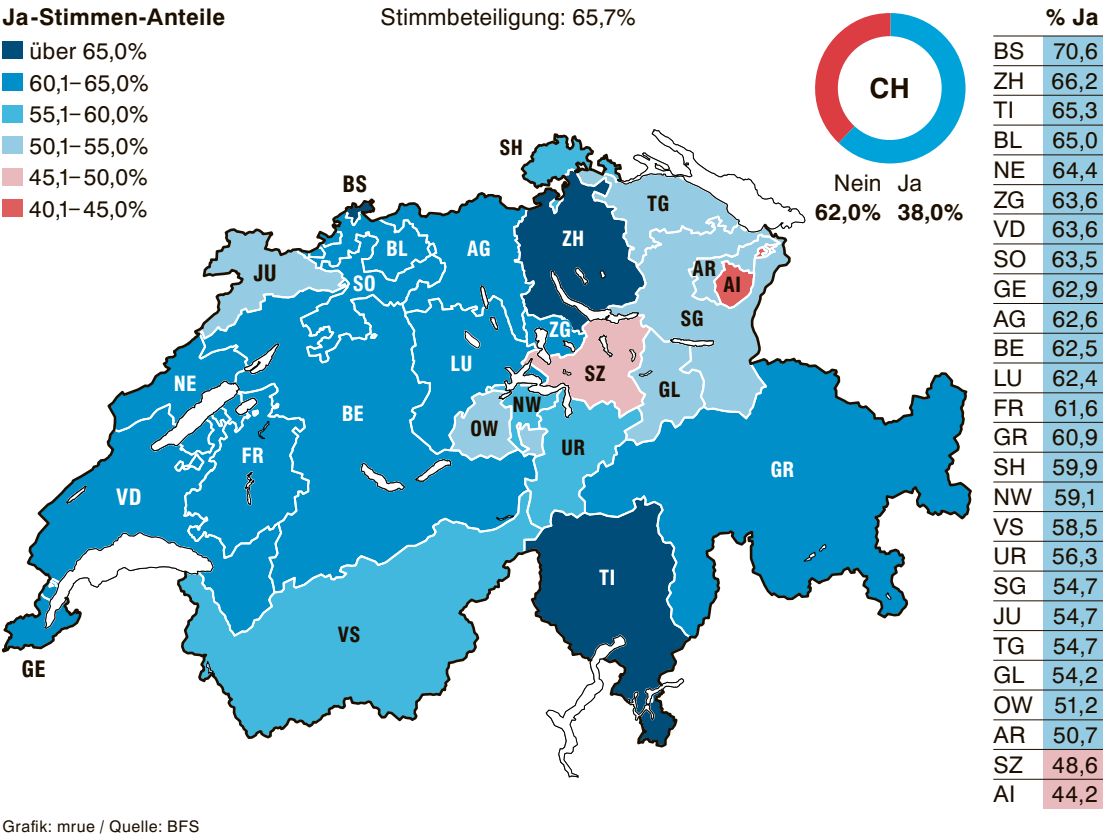 Ja-Stimmen-Anteile
über 65,0%
60,1–65,0%
55,1–60,0%
50,1–55,0%
45,1–50,0%
40,1–45,0%
Stimmbeteiligung: 65,7%
CH
Nein Ja
62,0% 38,0%
SH
BS
TG
ZH
BL
AG
JU
SO
AR
AI
SG
ZG
LU
SZ
NE
GL
NW
BE
OW
UR
FR
GR
VD
TI
VS
GE
% Ja
BS 70,6
ZH 66,2
TI 65,3
BL 65,0
NE 64,4
ZG 63,6
VD 63,6
SO 63,5
GE 62,9
AG 62,6
BE 62,5
LU 62,4
FR 61,6
GR 60,9
SH 59,9
NW 59,1
VS 58,5
UR 56,3
SG 54,7
JU 54,7
TG 54,7
GL 54,2
OW 51,2
AR 50,7
SZ 48,6
AI 44,2
Grafik: mrue / Quelle: BFS